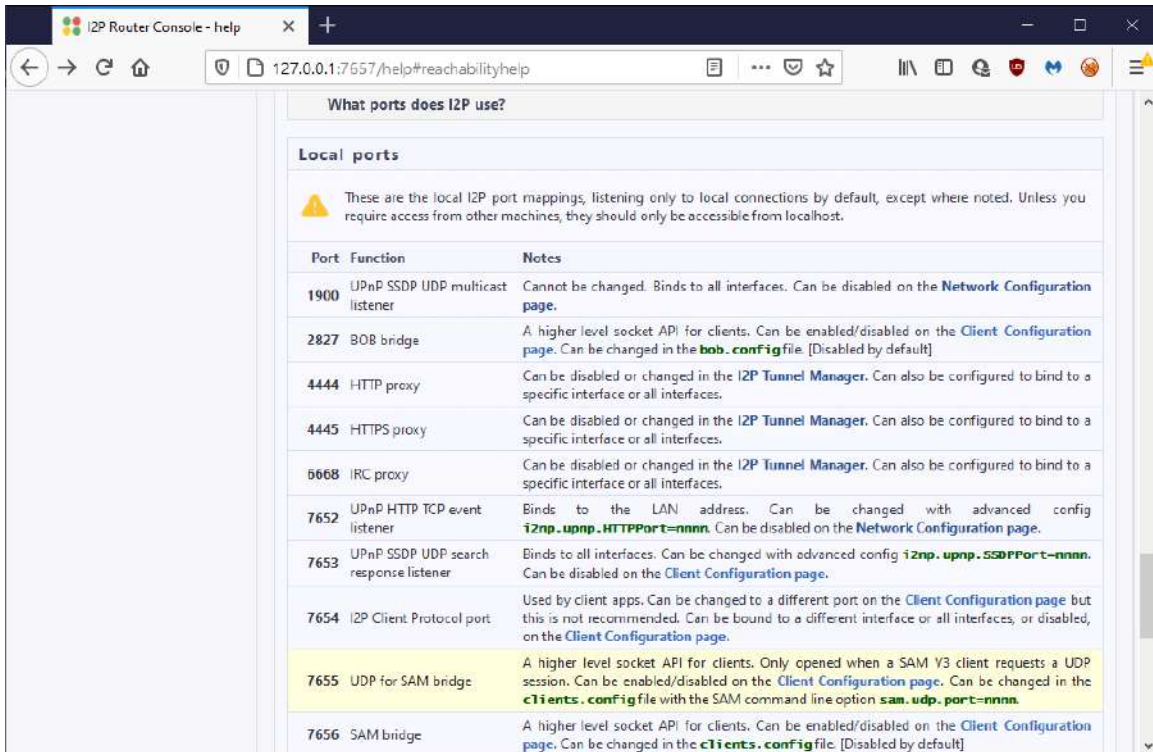 I2P Router Console - help
127.0.0.1:7657/help#reachabilityhelp
What ports does I2P use?
Local ports
These are the local I2P port mappings, listening only to local connections by default, except where noted. Unless you
require access from other machines, they should only be accessible from localhost.
Port Function Notes
1900 UPnP SSDP UDP multicast listener Cannot be changed. Binds to all interfaces. Can be disabled on the Network Configuration
page.
2827 BOB bridge A higher level socket API for clients. Can be enabled/disabled on the Client Configuration
page. Can be changed in the bob.config file. [Disabled by default]
4444 HTTP proxy Can be disabled or changed in the I2P Tunnel Manager. Can also be configured to bind to a
specific interface or all interfaces.
4445 HTTPS proxy Can be disabled or changed in the I2P Tunnel Manager. Can also be configured to bind to a
specific interface or all interfaces.
6668 IRC proxy Can be disabled or changed in the I2P Tunnel Manager. Can also be configured to bind to a
specific interface or all interfaces.
7652 UPnP HTTP TCP event listener Binds to the LAN address. Can be changed with advanced config
i2np.upnp.HTTPPort=nnnn. Can be disabled on the Network Configuration page.
7653 UPnP SSDP UDP search response listener Binds to all interfaces. Can be changed with advanced config i2np.upnp.SSDPPort=nnnn.
Can be disabled on the Client Configuration page.
7654 I2P Client Protocol port Used by client apps. Can be changed to a different port on the Client Configuration page but
this is not recommended. Can be bound to a different interface or all interfaces, or disabled,
on the Client Configuration page.
7655 UDP for SAM bridge A higher level socket API for clients. Only opened when a SAM V3 client requests a UDP
session. Can be enabled/disabled on the Client Configuration page. Can be changed in the
clients.config file with the SAM command line option sam.udp.port=nnnn.
7656 SAM bridge A higher level socket API for clients. Can be enabled/disabled on the Client Configuration
page. Can be changed in the clients.config file. [Disabled by default]